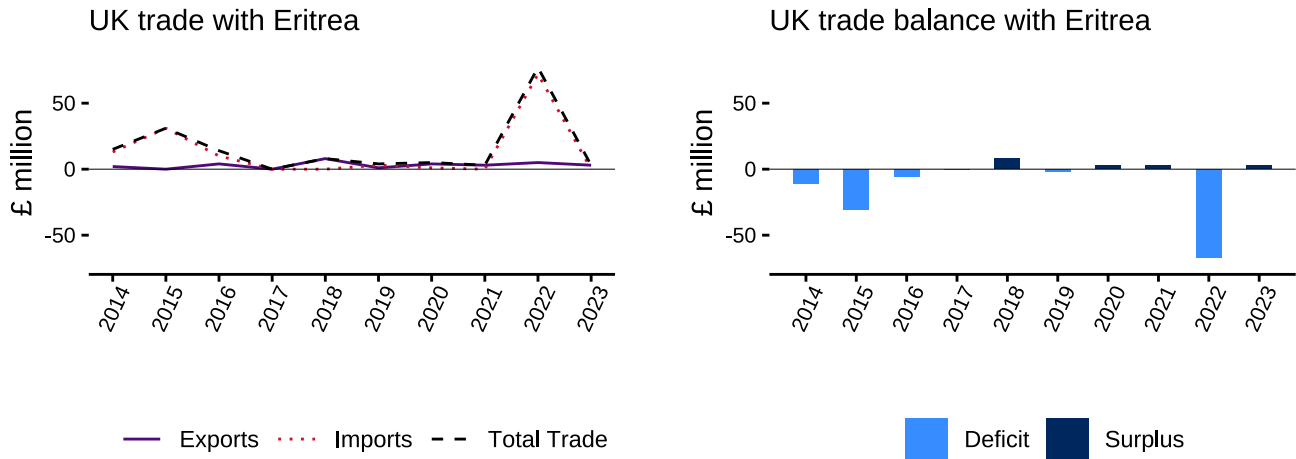 UK trade with Eritrea
£ million
50
0
-50
2014 2015 2016 2017 2018 2019 2020 2021 2022 2023
Exports Imports Total Trade
UK trade balance with Eritrea
£ million
50
0
-50
2014 2015 2016 2017 2018 2019 2020 2021 2022 2023
Deficit Surplus